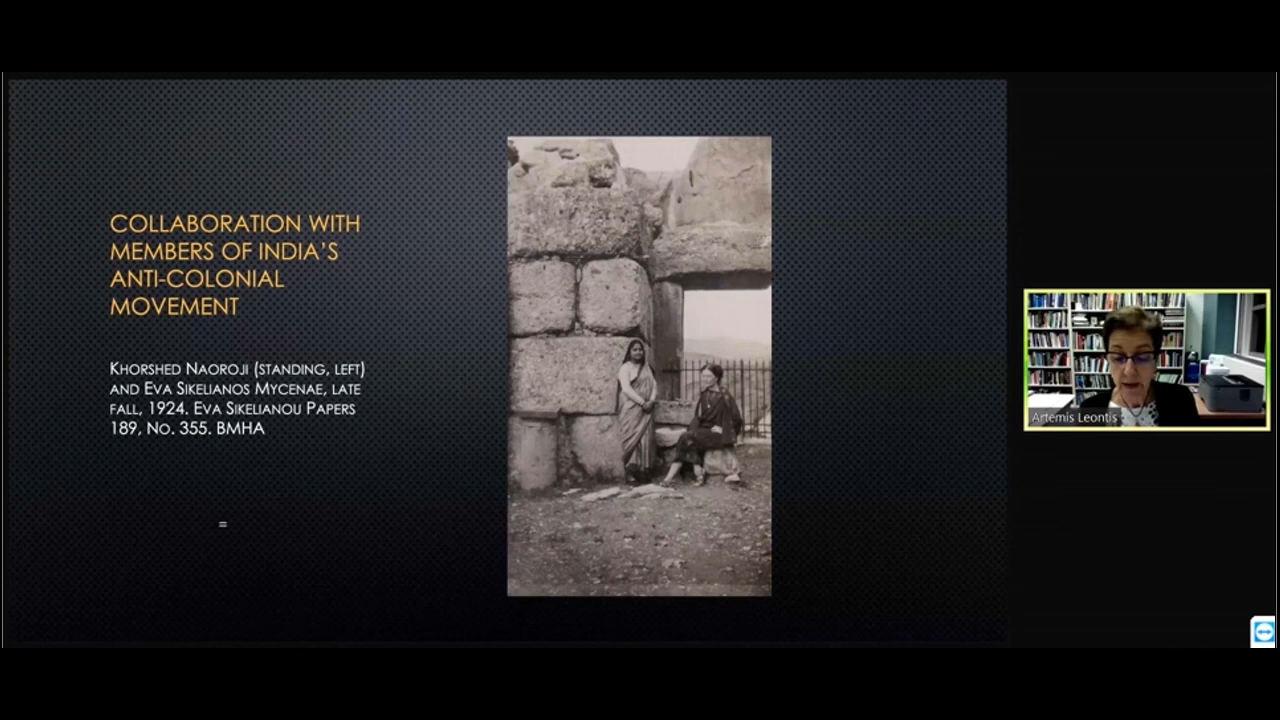 COLLABORATION WITH
MEMBERS OF INDIA'S
ANTI-COLONIAL
MOVEMENT
KHORSHED NAOROJI (STANDING, LEFT)
AND EVA SIKELIANOS MYCENAE, LATE
FALL, 1924. EVA SIKELIANOU PAPERS
189, NO. 355. BMHA
=
Artemis Leontis